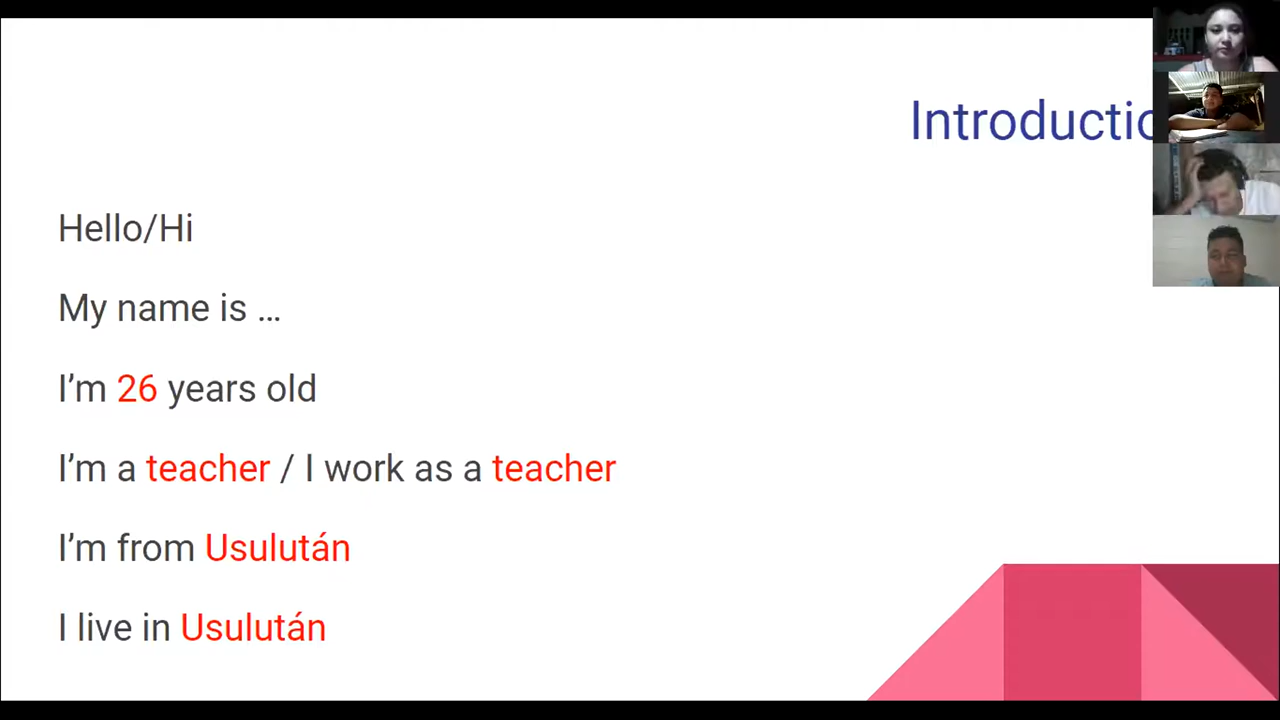 Introductio
Hello/Hi
My name is ...
I'm 26 years old
I'm a teacher / I work as a teacher
I'm from Usulután
I live in Usulután